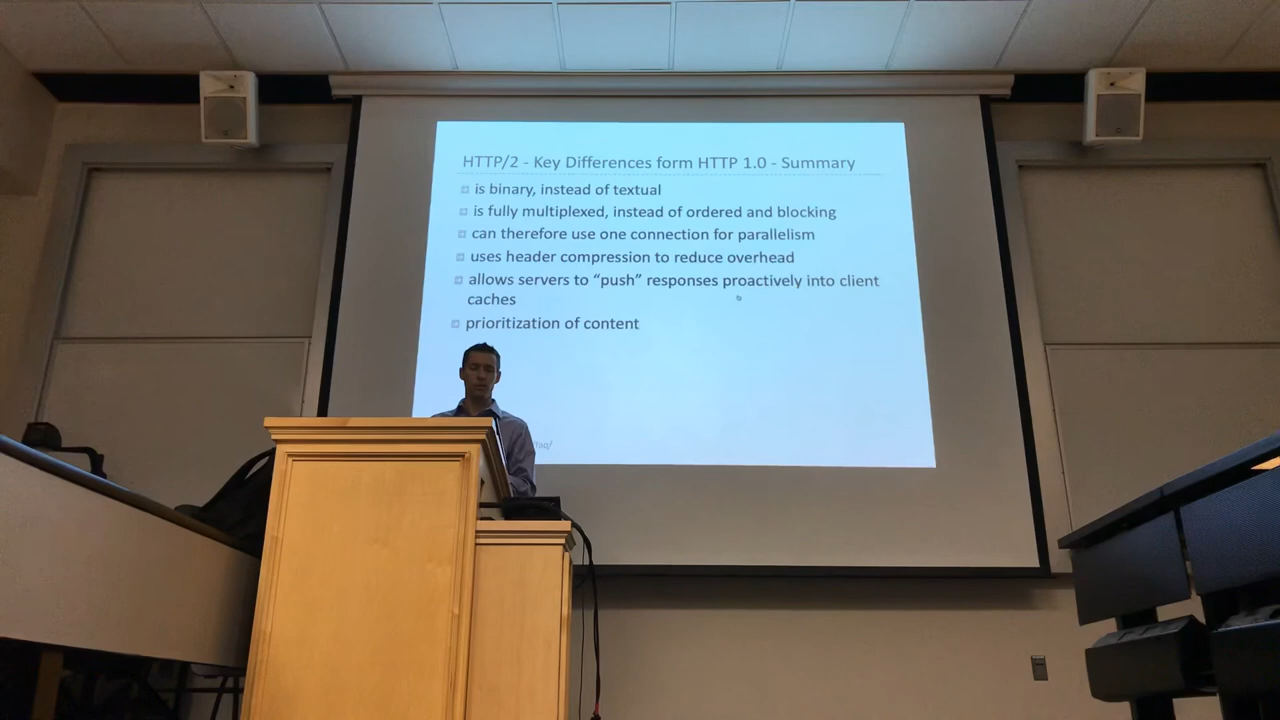 HTTP/2 - Key Differences form HTTP 1.0 - Summary
is binary, instead of textual
is fully multiplexed, instead of ordered and blocking
can therefore use one connection for parallelism
uses header compression to reduce overhead
allows servers to “push” responses proactively into client
caches
prioritization of content
faq/